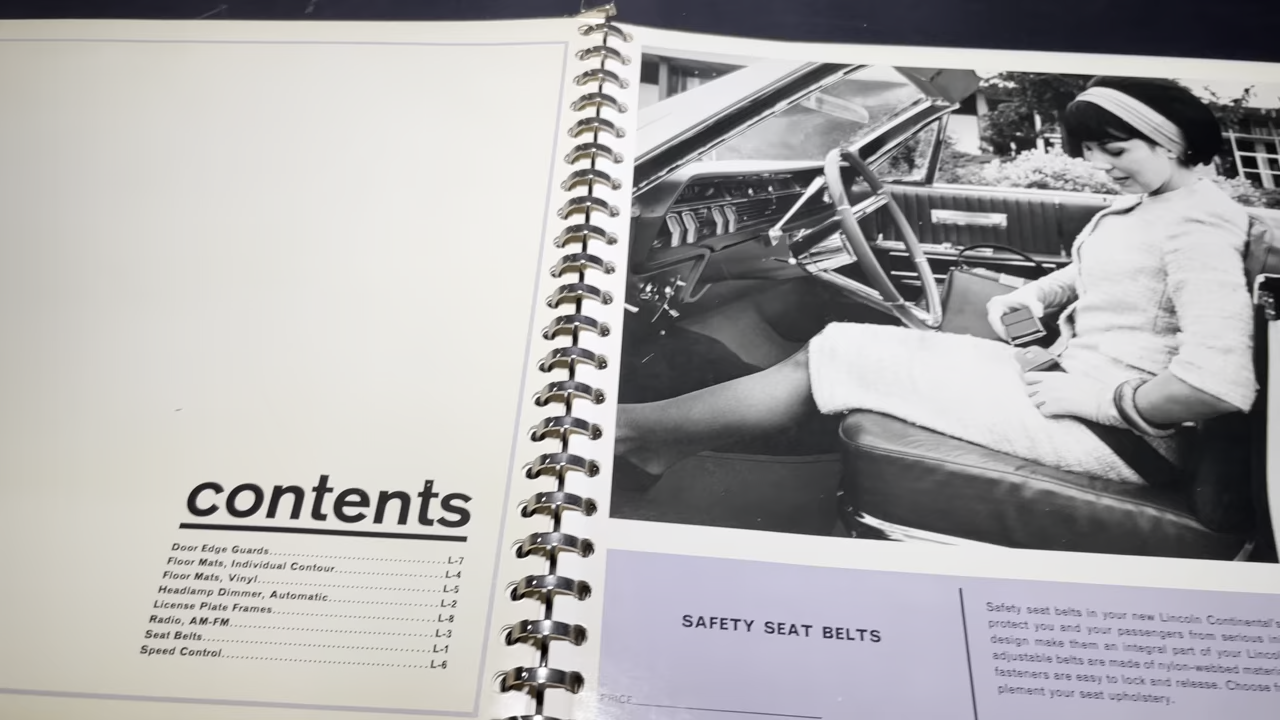 contents
Door Edge Guards........................L-7
Floor Mats, Individual Contour........................L-4
Floor Mats, Vinyl........................L-5
Headlamp Dimmer, Automatic........................L-2
License Plate Frames........................L-8
Radio, AM-FM........................L-3
Seat Belts........................L-1
Speed Control........................L-6
SAFETY SEAT BELTS
PRICE
Safety seat belts in your new Lincoln Continental
protect you and your passengers from serious
design make them an integral part of your
adjustable belts are made of nylon-webbed
fasteners are easy to lock and release. Choose
plement your seat upholstery.